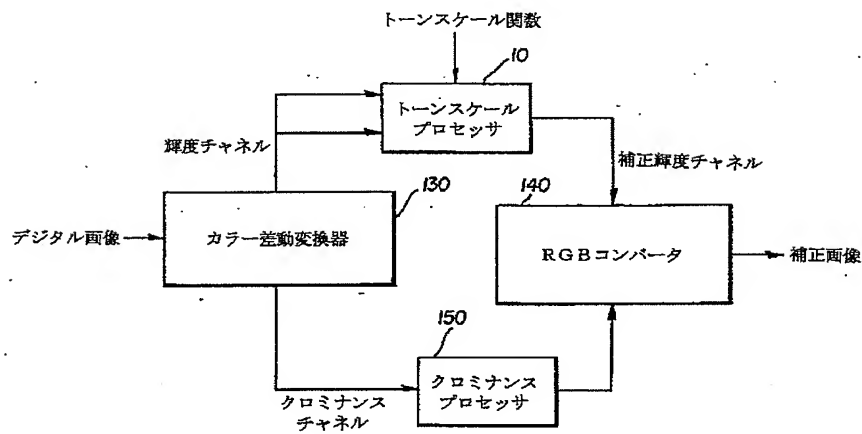 トーンスケール関数
10
トーンスケール
プロセッサ
輝度チャネル
補正輝度チャネル
130
140
デジタル画像
カラー差動変換器
RGBコンバータ
補正画像
150
クロミナンス
プロセッサ
クロミナンス
チャネル